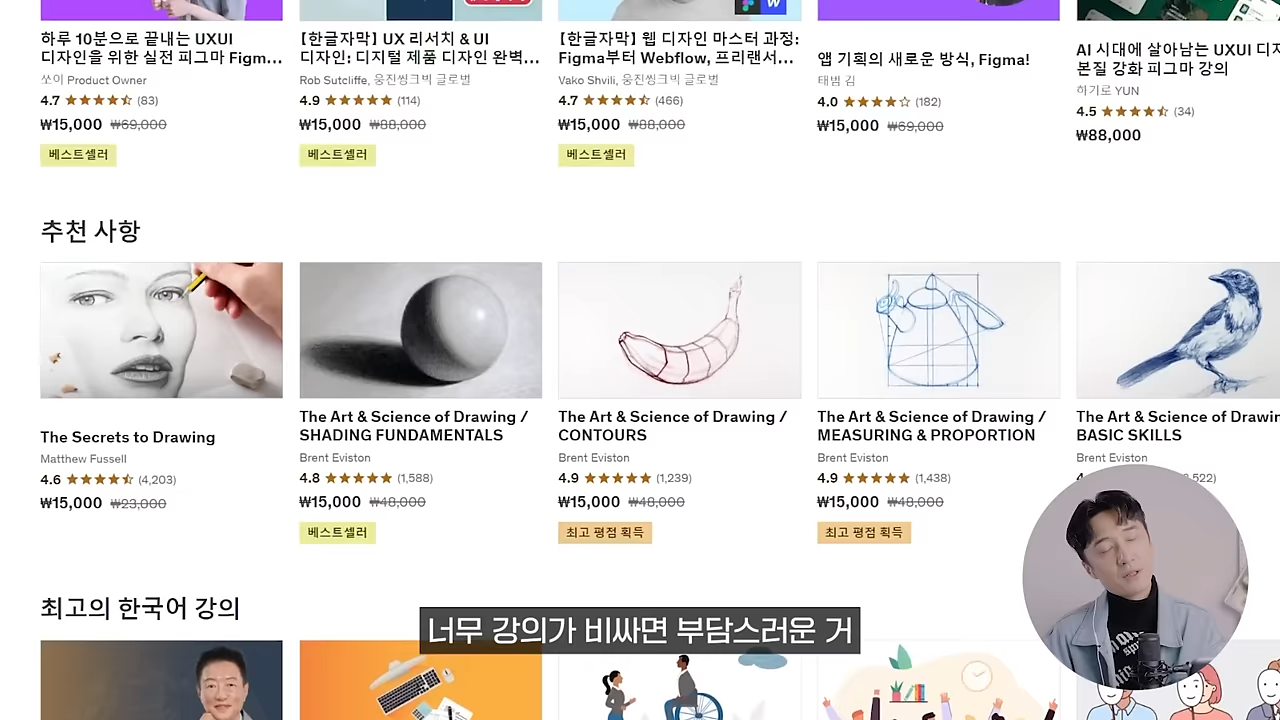 하루 10분으로 끝내는 UXUI
디자인을 위한 실전 피그마 Figm...
쏘이 Product Owner
4.7 (83)
₩15,000 ₩69,000
베스트셀러
[한글자막] UX 리서치 & UI
디자인: 디지털 제품 디자인 완벽...
Rob Sutcliffe, 웅진씽크빅 글로벌
4.9 (114)
₩15,000 ₩88,000
베스트셀러
[한글자막] 웹 디자인 마스터 과정:
Figma부터 Webflow, 프리랜서...
Vako Shvili, 웅진씽크빅 글로벌
4.7 (466)
₩15,000 ₩88,000
베스트셀러
앱 기획의 새로운 방식, Figma!
태범 김
4.0 (182)
₩15,000 ₩69,000
AI 시대에 살아남는 UXUI 디자
본질 강화 피그마 강의
하기로 YUN
4.5 (34)
₩88,000
추천 사항
The Secrets to Drawing
Matthew Fussell
4.6 (4,203)
₩15,000 ₩23,000
The Art & Science of Drawing /
SHADING FUNDAMENTALS
Brent Eviston
4.8 (1,588)
₩15,000 ₩48,000
베스트셀러
The Art & Science of Drawing /
CONTOURS
Brent Eviston
4.9 (1,239)
₩15,000 ₩48,000
최고 평점 획득
The Art & Science of Drawing /
MEASURING & PROPORTION
Brent Eviston
4.9 (1,438)
₩15,000 ₩48,000
최고 평점 획득
The Art & Science of Drawin
BASIC SKILLS
Brent Eviston
522)
최고의 한국어 강의
너무 강의가 비싸면 부담스러운 거